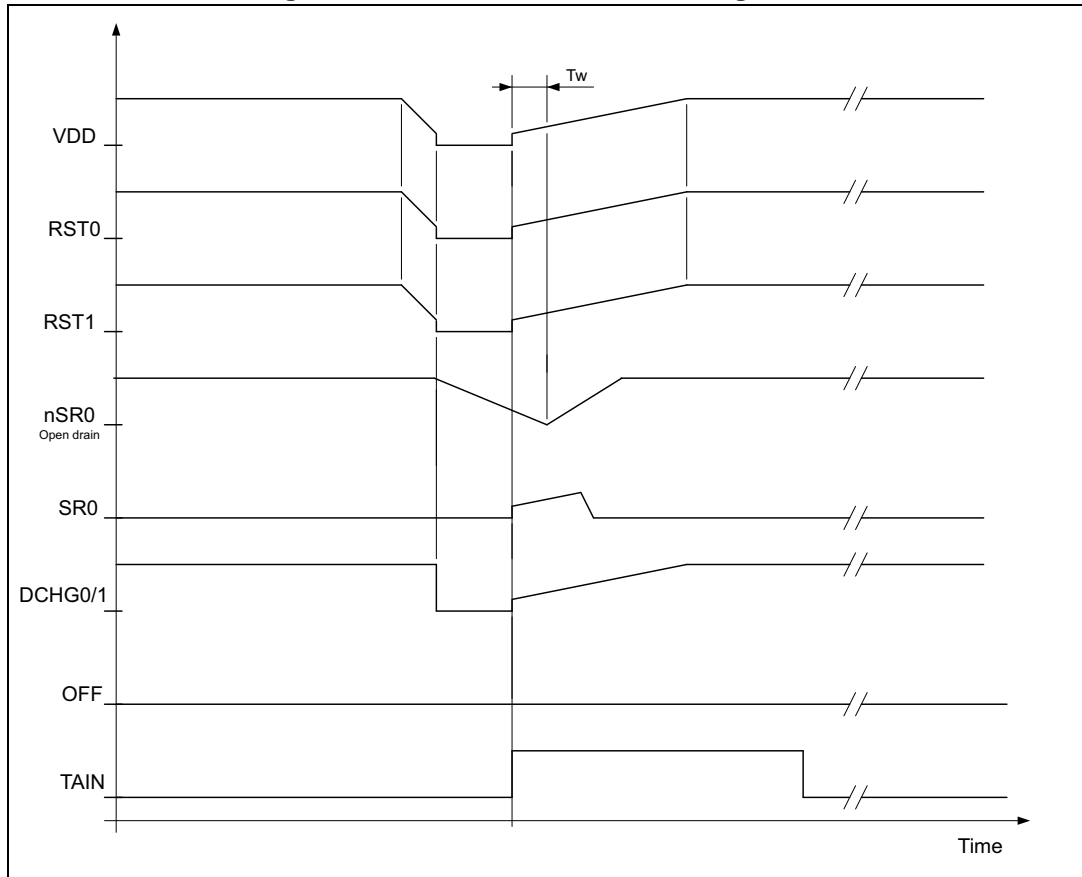 Tw
VDD
RST0
RST1
nSR0
Open drain
SR0
DCHG0/1
OFF
TAIN
Time